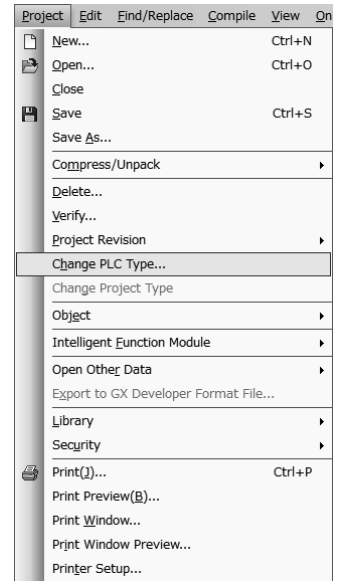 Project Edit Find/Replace Compile View On
New... Ctrl+N
Open... Ctrl+O
Close
Save Ctrl+S
Save As...
Compress/Unpack
Delete...
Verify...
Project Revision
Change PLC Type...
Change Project Type
Object
Intelligent Function Module
Open Other Data
Export to GX Developer Format File...
Library
Security
Print(J)... Ctrl+P
Print Preview(B)...
Print Window...
Print Window Preview...
Printer Setup...